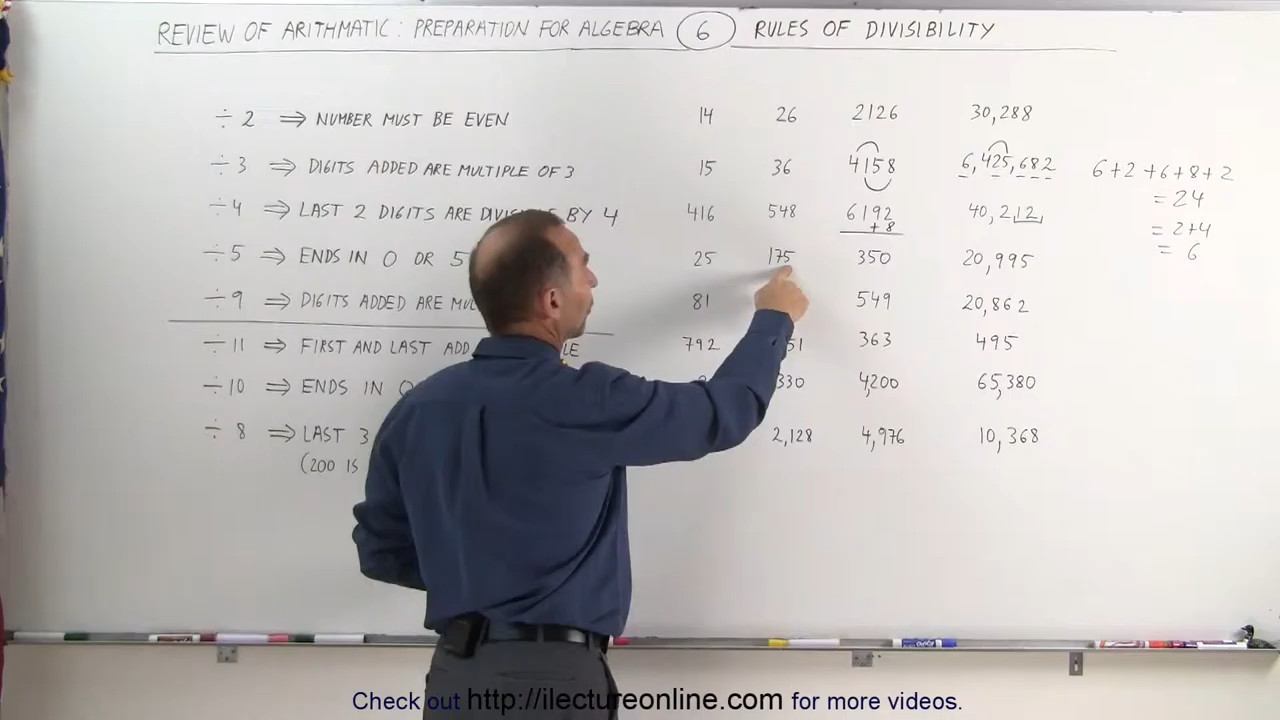 REVIEW OF ARITHMATIC: PREPARATION FOR ALGEBRA 6 RULES OF DIVISIBILITY
÷ 2 ⇒ NUMBER MUST BE EVEN 14 26 2126 30,288
÷ 3 ⇒ DIGITS ADDED ARE MULTIPLE OF 3 15 36 4158 6,425,682 6+2+6+8+2
= 24
÷ 4 ⇒ LAST 2 DIGITS ARE BY 4 416 548 6192 40,212
+8
= 2+4
= 6
÷ 5 ⇒ ENDS IN 0 OR 5 25 175 350 20,995
÷ 9 ⇒ DIGITS ADDED ARE 81 549 20,862
÷ 11 ⇒ FIRST AND LAST ADD 792 363 495
÷ 10 ⇒ ENDS IN 0 330 4,200 65,380
÷ 8 ⇒ LAST 3 2,128 4,976 10,368
(200 IS
Check out http://ilectureonline.com for more videos.